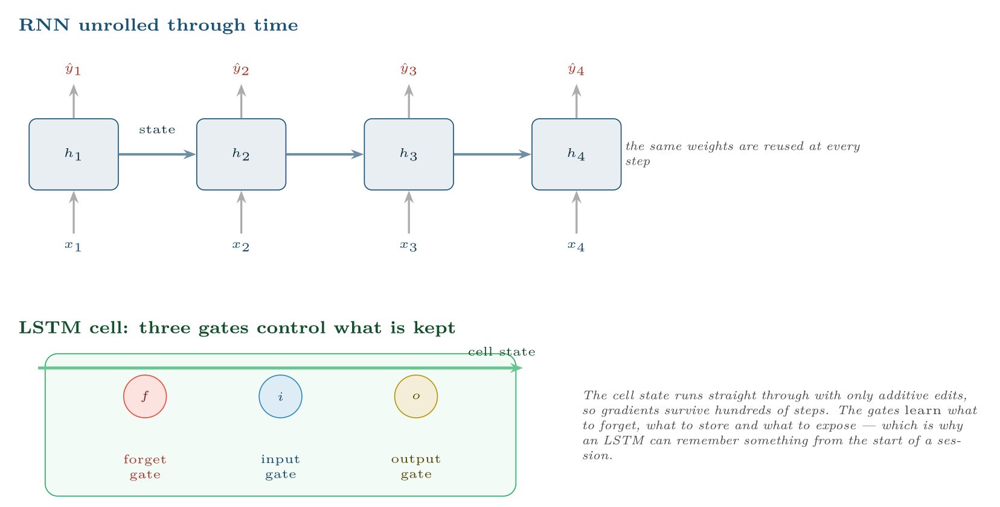 RNN unrolled through time
ŷ1 ŷ2 ŷ3 ŷ4
state
h1 h2 h3 h4
the same weights are reused at every
step
x1 x2 x3 x4
LSTM cell: three gates control what is kept
cell state
f i o
forget
gate
input
gate
output
gate
The cell state runs straight through with only additive edits,
so gradients survive hundreds of steps. The gates learn what
to forget, what to store and what to expose — which is why
an LSTM can remember something from the start of a ses-
sion.